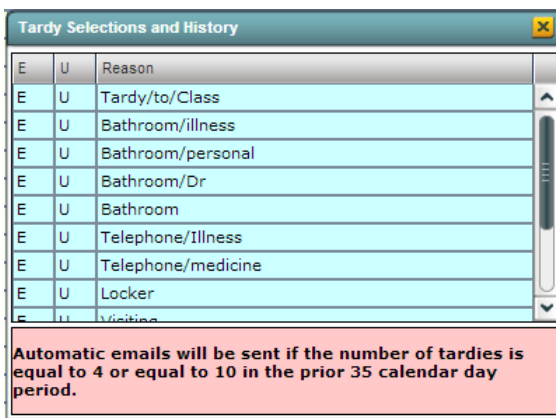 Tardy Selections and History
E U Reason
E U Tardy/to/Class
E U Bathroom/illness
E U Bathroom/personal
E U Bathroom/Dr
E U Bathroom
E U Telephone/Illness
E U Telephone/medicine
E U Locker
E U Visiting
Automatic emails will be sent if the number of tardies is
equal to 4 or equal to 10 in the prior 35 calendar day
period.